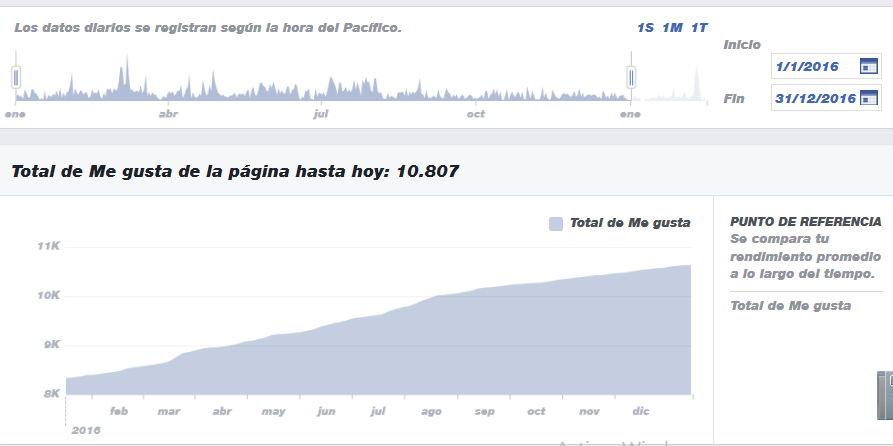 Los datos diarios se registran según la hora del Pacífico.
1S 1M 1T
Inicio
1/1/2016
Fin
31/12/2016
ene abr jul oct ene
Total de Me gusta de la página hasta hoy: 10.807
Total de Me gusta
11K
10K
9K
8K
feb mar abr may jun jul ago sep oct nov dic
2016
PUNTO DE REFERENCIA
Se compara tu
rendimiento promedio
a lo largo del tiempo.
Total de Me gusta